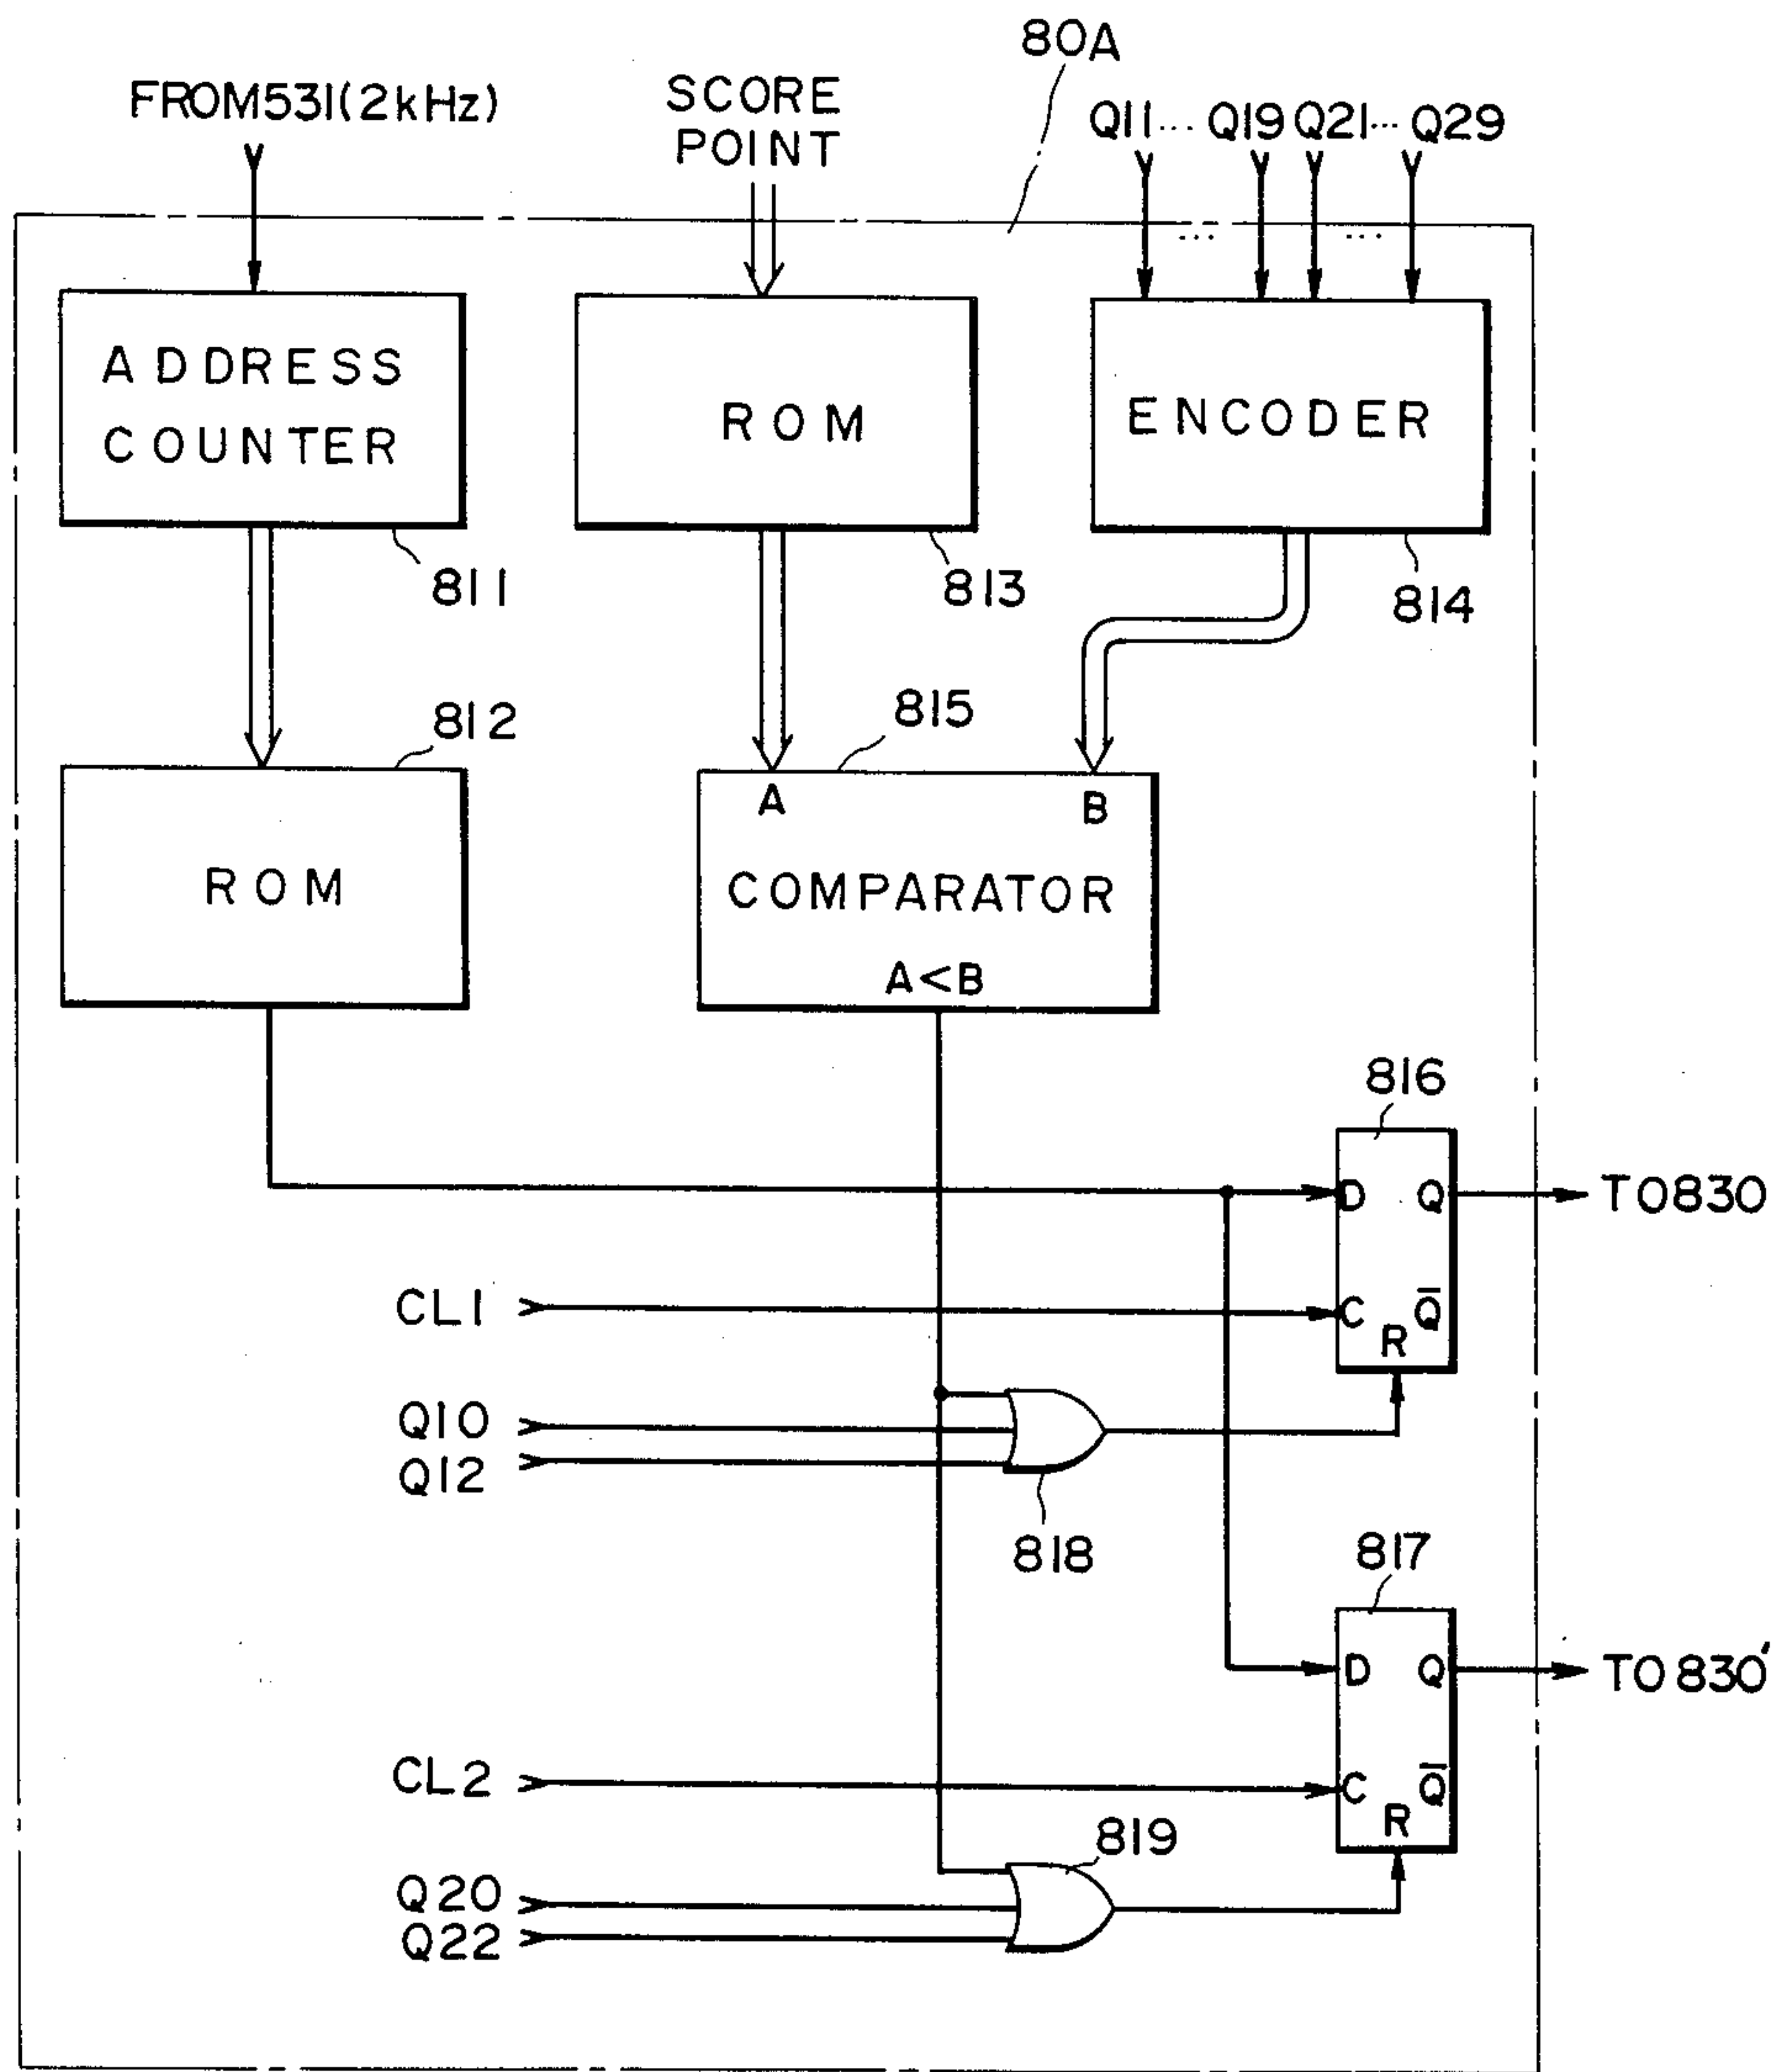 80A
FROM531(2kHz)
SCORE
POINT
Q11 ... Q19 Q21 ... Q29
... ...
ADDRESS
COUNTER
811
ROM
813
ENCODER
814
812
ROM
815
A B
COMPARATOR
A<B
816
D Q
C Q̅
R
TO830
CL1
Q10
Q12
818
817
D Q
C Q̅
R
TO830'
CL2
819
Q20
Q22